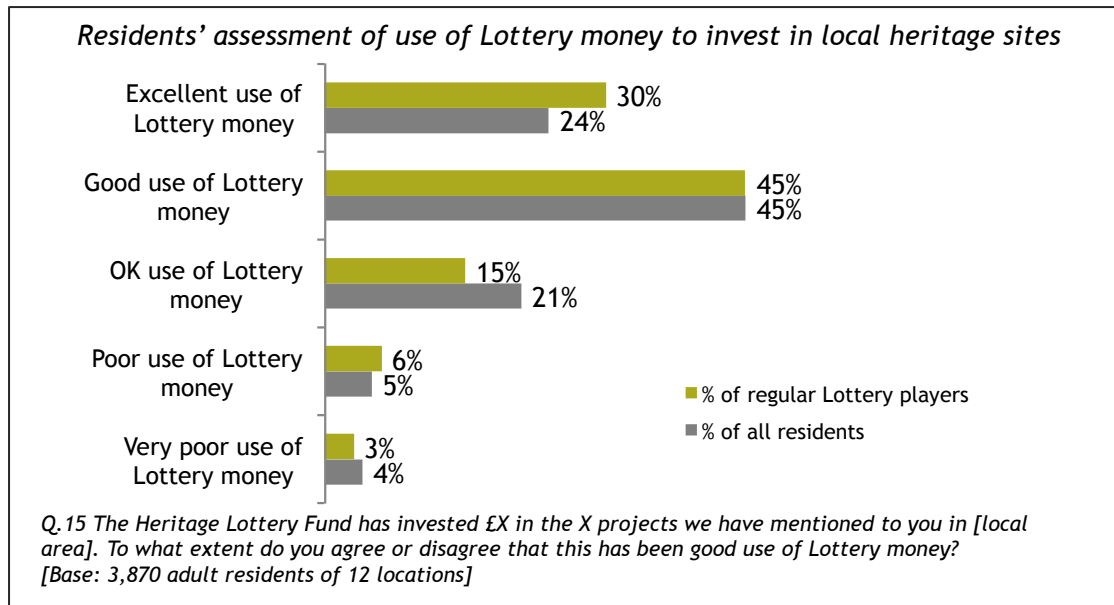 Residents’ assessment of use of Lottery money to invest in local heritage sites
Excellent use of
Lottery money
30%
24%
Good use of Lottery
money
45%
45%
OK use of Lottery
money
15%
21%
Poor use of Lottery
money
6%
5%
Very poor use of
Lottery money
3%
4%
% of regular Lottery players
% of all residents
Q.15 The Heritage Lottery Fund has invested £X in the X projects we have mentioned to you in [local
area]. To what extent do you agree or disagree that this has been good use of Lottery money?
[Base: 3,870 adult residents of 12 locations]